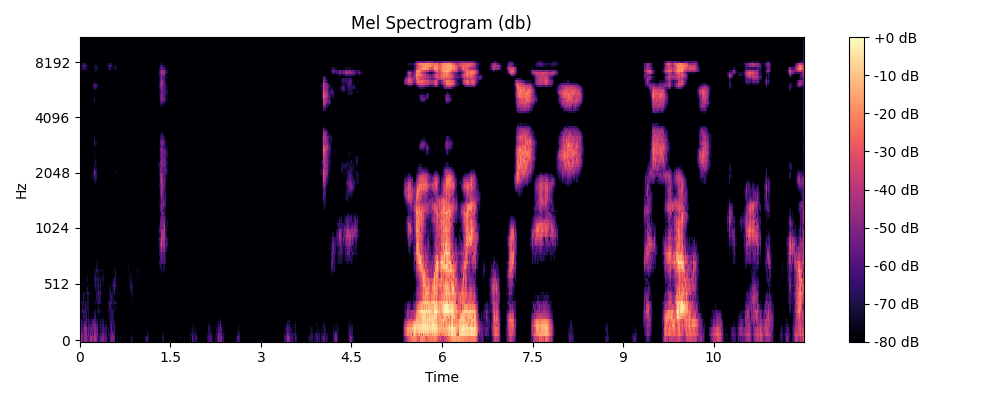 Mel Spectrogram (db)
Hz
8192
4096
2048
1024
512
0
0 1.5 3 4.5 6 7.5 9 10
Time
+0 dB
-10 dB
-20 dB
-30 dB
-40 dB
-50 dB
-60 dB
-70 dB
-80 dB